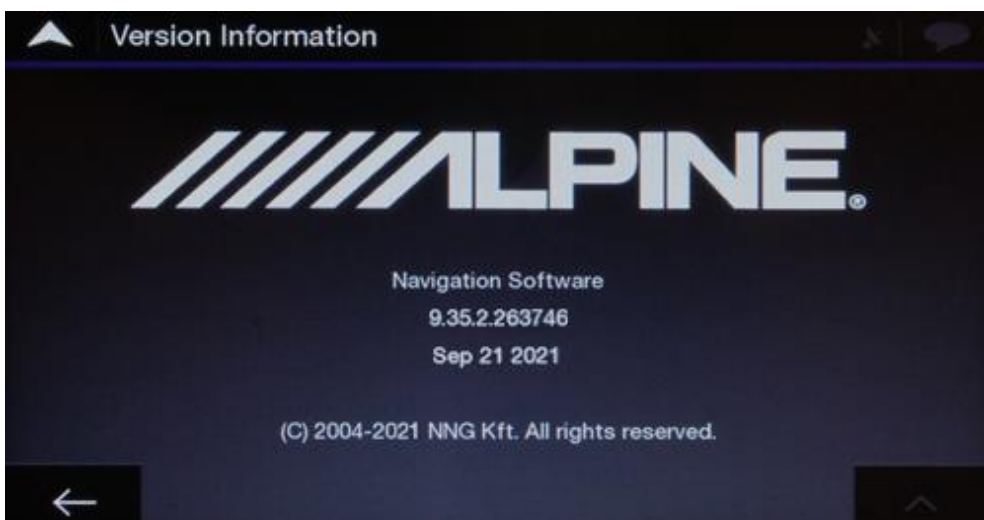 Version Information
ALPINE®
Navigation Software
9.35.2.263746
Sep 21 2021
(C) 2004-2021 NNG Kft. All rights reserved.